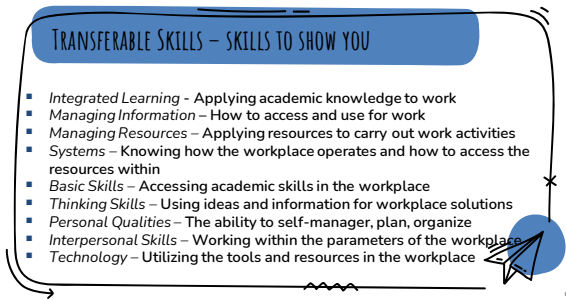 Transferable Skills – skills to show you
Integrated Learning - Applying academic knowledge to work
Managing Information – How to access and use for work
Managing Resources – Applying resources to carry out work activities
Systems – Knowing how the workplace operates and how to access the
resources within
Basic Skills – Accessing academic skills in the workplace
Thinking Skills – Using ideas and information for workplace solutions
Personal Qualities – The ability to self-manager, plan, organize
Interpersonal Skills – Working within the parameters of the workplace
Technology – Utilizing the tools and resources in the workplace